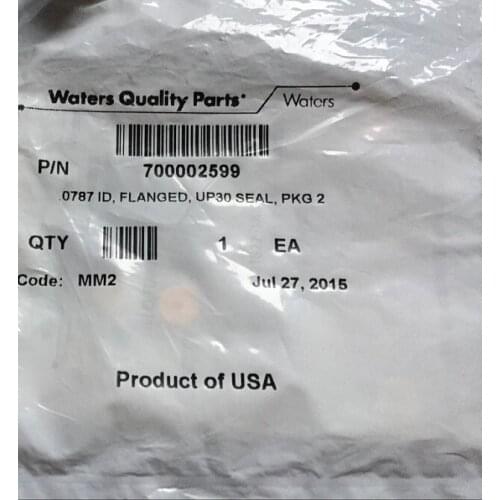 Waters Quality Parts• Waters
P/N 700002599
.0787 ID, FLANGED, UP30 SEAL, PKG 2
QTY 1 EA
Code: MM2 Jul 27, 2015
Product of USA